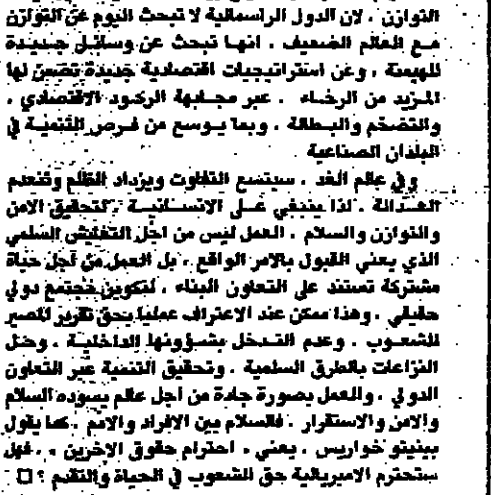 التوازن ، لان الدول الراسمالية لا تبحث اليوم عن التوازن
مع العالم الضعيف ، انها تبحث عن وسائل جديدة
للهيمنة ، وعن استراتيجيات اقتصادية جديدة تضمن لها
المزيد من الرخاء . عبر مجابهة الركود الاقتصادي ،
والتضخم والبطالة ، وبما يوسع من فرص التنمية في
البلدان الصناعية
وفي عالم الغد ، سيتسع التفاوت ويزداد الظلم وتنعدم
العدالة . لذا ينبغي على الانسانية ، لتحقيق الامن
والتوازن والسلام ، العمل ليس من اجل التعايش السلمي
الذي يعني القبول بالامر الواقع ، بل العمل من اجل حياة
مشتركة تستند على التعاون البناء ، لتكوين مجتمع دولي
حقيقي ، وهذا ممكن عند الاعتراف عمليا بحق تقرير المصير
للشعوب . وعدم التدخل بشؤونها الداخلية ، وحل
النزاعات بالطرق السلمية ، وتحقيق التنمية عبر التعاون
الدولي ، والعمل بصورة جادة من اجل عالم يسوده السلام
والامن والاستقرار . فالسلام بين الافراد والامم ، كما يقول
بينيتو خواريس ، يعني « احترام حقوق الاخرين » ، فهل
ستحترم الامبريالية حق الشعوب في الحياة والتقدم ؟ □